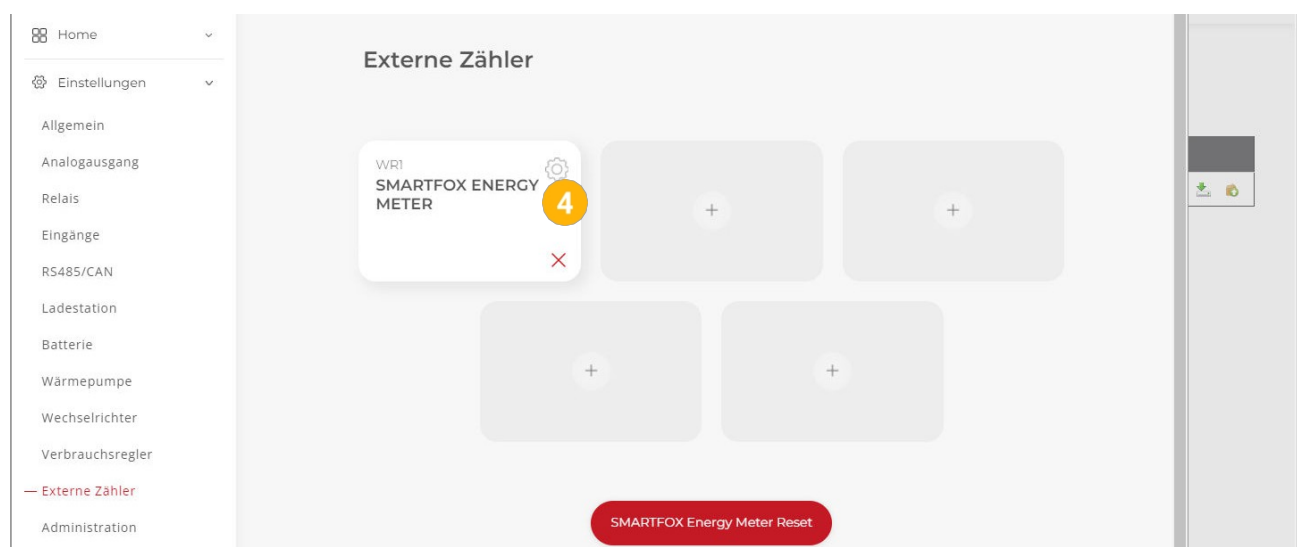 Home
Einstellungen
Allgemein
Analogausgang
Relais
Eingänge
RS485/CAN
Ladestation
Batterie
Wärmepumpe
Wechselrichter
Verbrauchsregler
Externe Zähler
Administration
Externe Zähler
WR1
SMARTFOX ENERGY
METER
4
SMARTFOX Energy Meter Reset